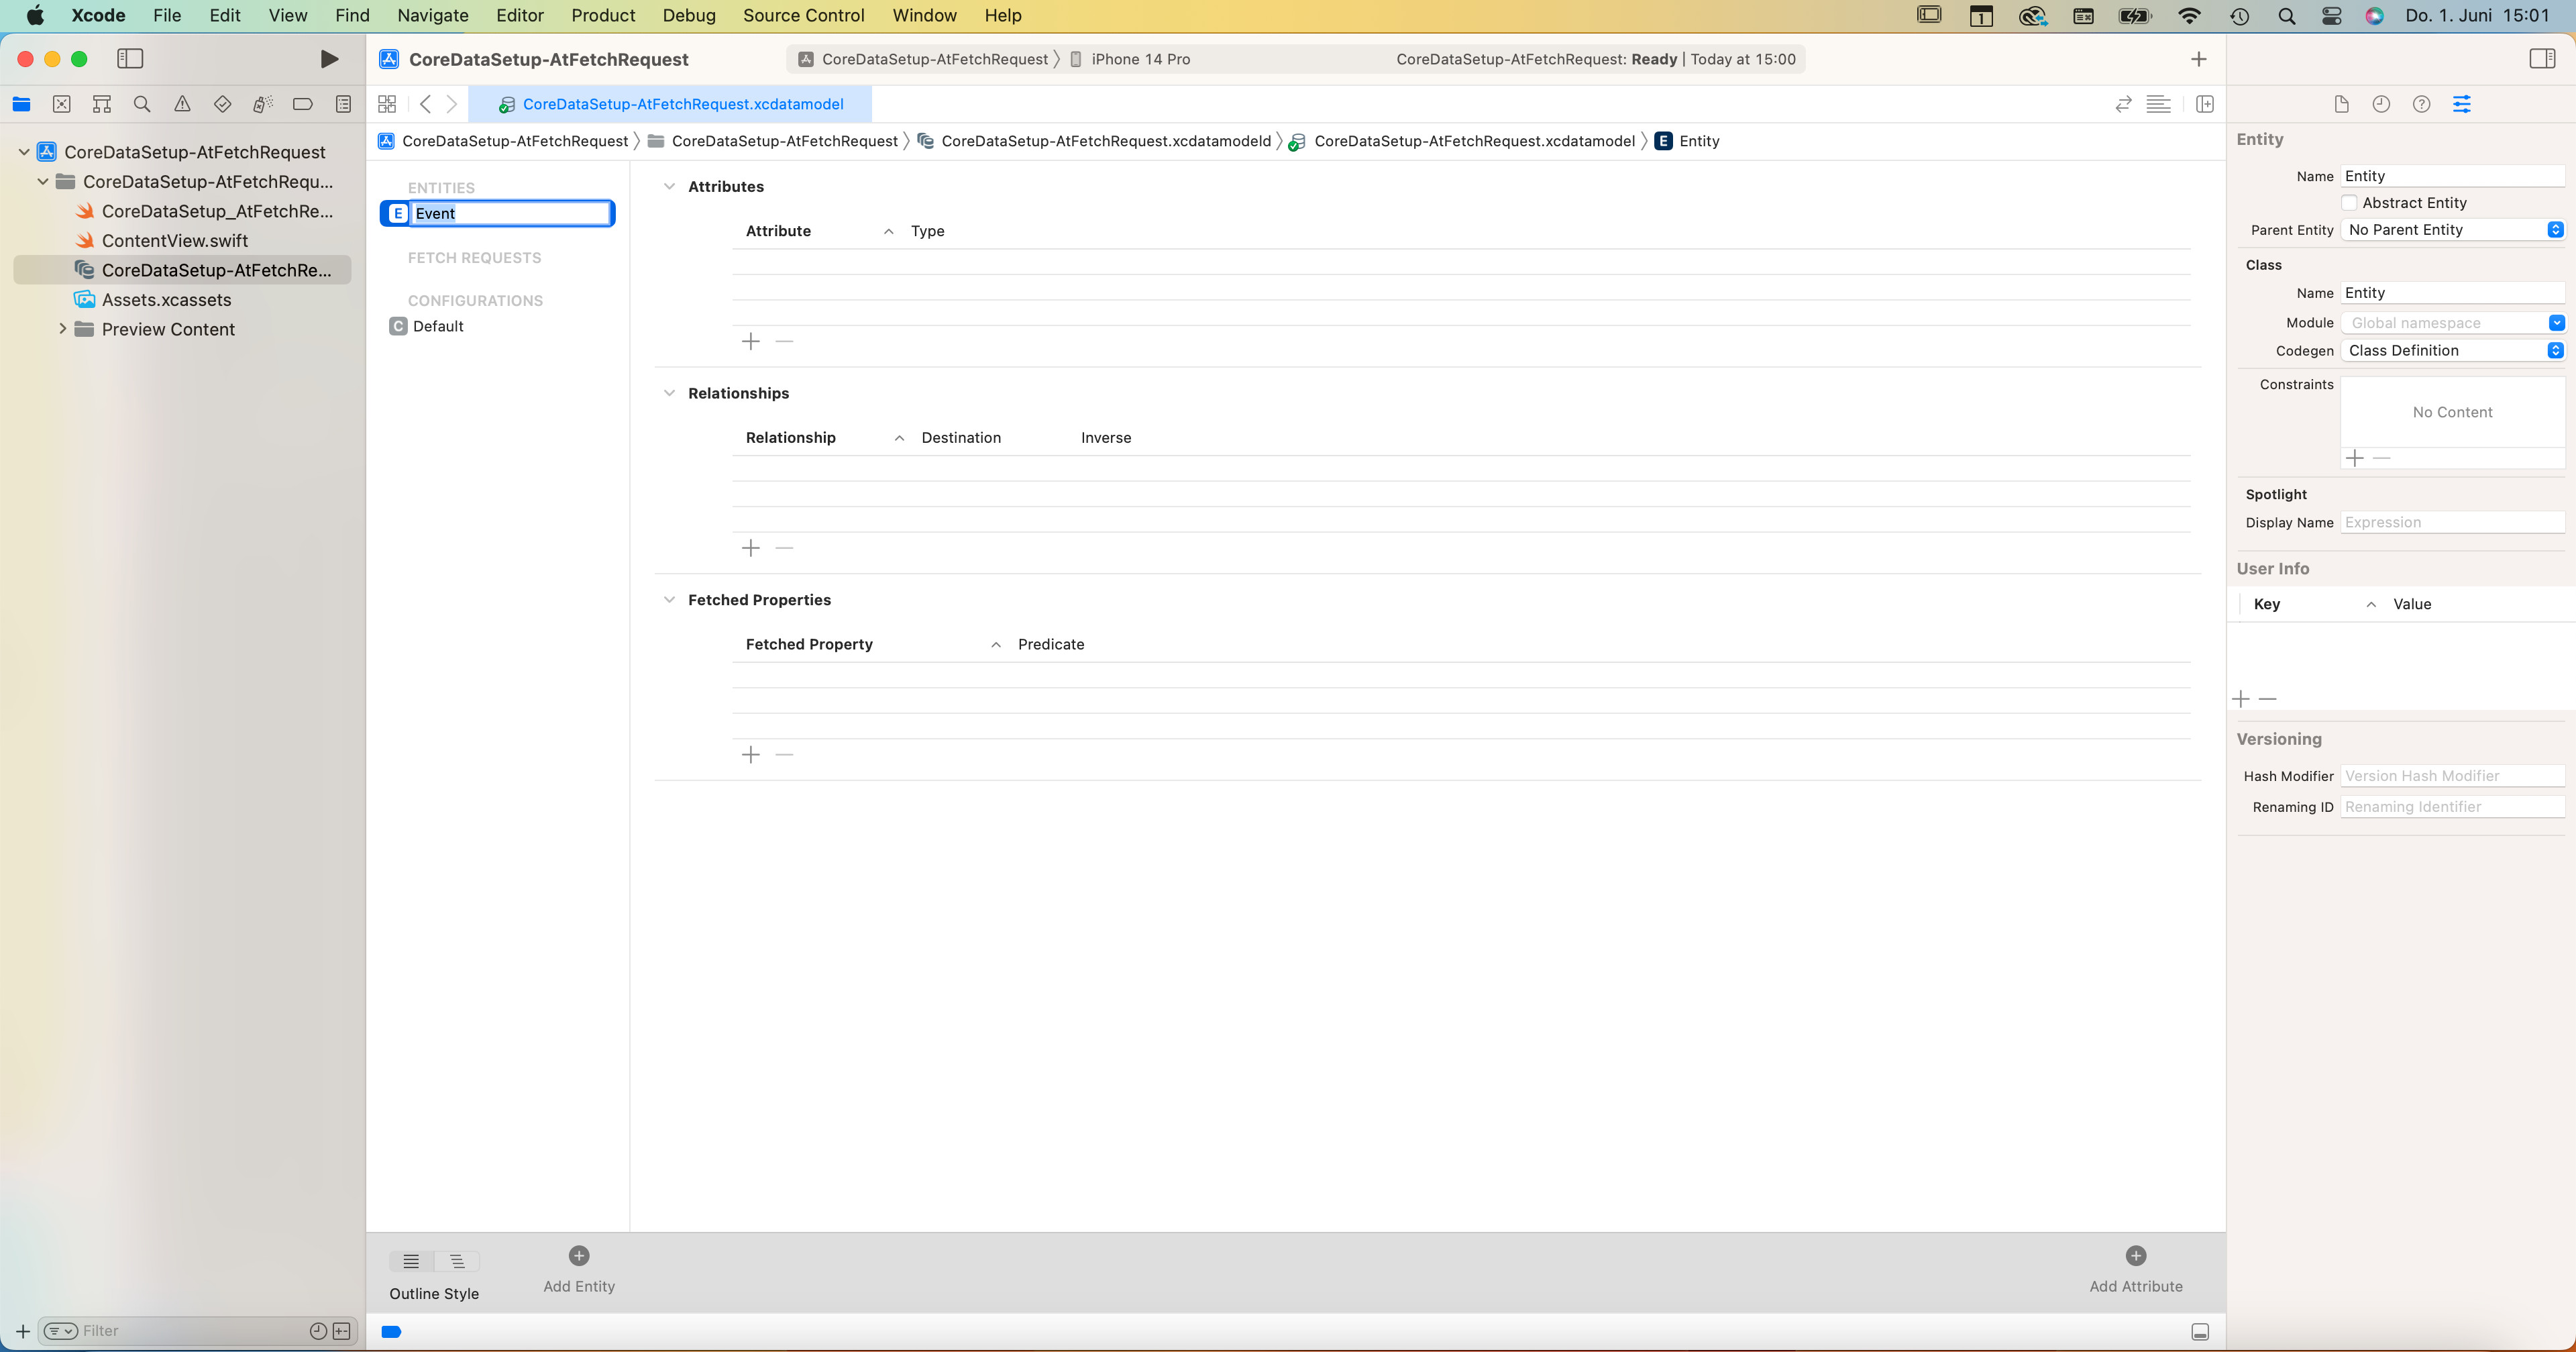 Xcode File Edit View Find Navigate Editor Product Debug Source Control Window Help 1 Do. 1. Juni 15:01
CoreDataSetup-AtFetchRequest CoreDataSetup-AtFetchRequest iPhone 14 Pro CoreDataSetup-AtFetchRequest: Ready | Today at 15:00
CoreDataSetup-AtFetchRequest.xcdatamodel
CoreDataSetup-AtFetchRequest CoreDataSetup-AtFetchRequest CoreDataSetup-AtFetchRequest.xcdatamodeld CoreDataSetup-AtFetchRequest.xcdatamodel E Entity
CoreDataSetup-AtFetchRequest
CoreDataSetup-AtFetchRequ...
CoreDataSetup_AtFetchRe...
ContentView.swift
CoreDataSetup-AtFetchRe...
Assets.xcassets
Preview Content
Filter
ENTITIES
E Event
FETCH REQUESTS
CONFIGURATIONS
C Default
Attributes
Attribute Type
Relationships
Relationship Destination Inverse
Fetched Properties
Fetched Property Predicate
Outline Style
Add Entity
Add Attribute
Entity
Name Entity
Abstract Entity
Parent Entity No Parent Entity
Class
Name Entity
Module Global namespace
Codegen Class Definition
Constraints
No Content
Spotlight
Display Name Expression
User Info
Key Value
Versioning
Hash Modifier Version Hash Modifier
Renaming ID Renaming Identifier